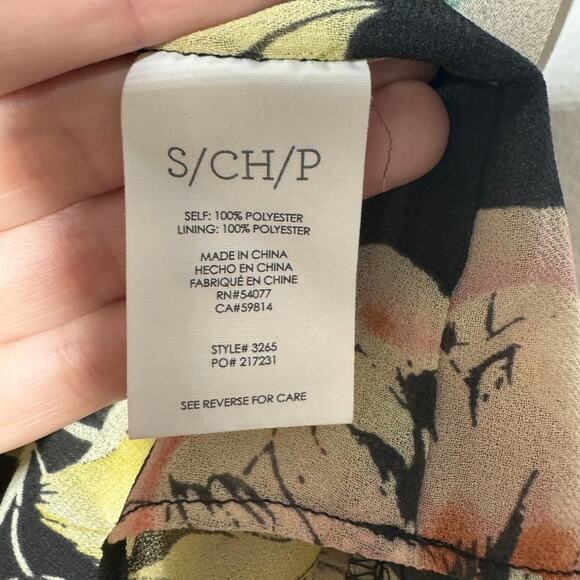 S/CH/P
SELF: 100% POLYESTER
LINING: 100% POLYESTER
MADE IN CHINA
HECHO EN CHINA
FABRIQUÉ EN CHINE
RN#54077
CA#59814
STYLE# 3265
PO# 217231
SEE REVERSE FOR CARE